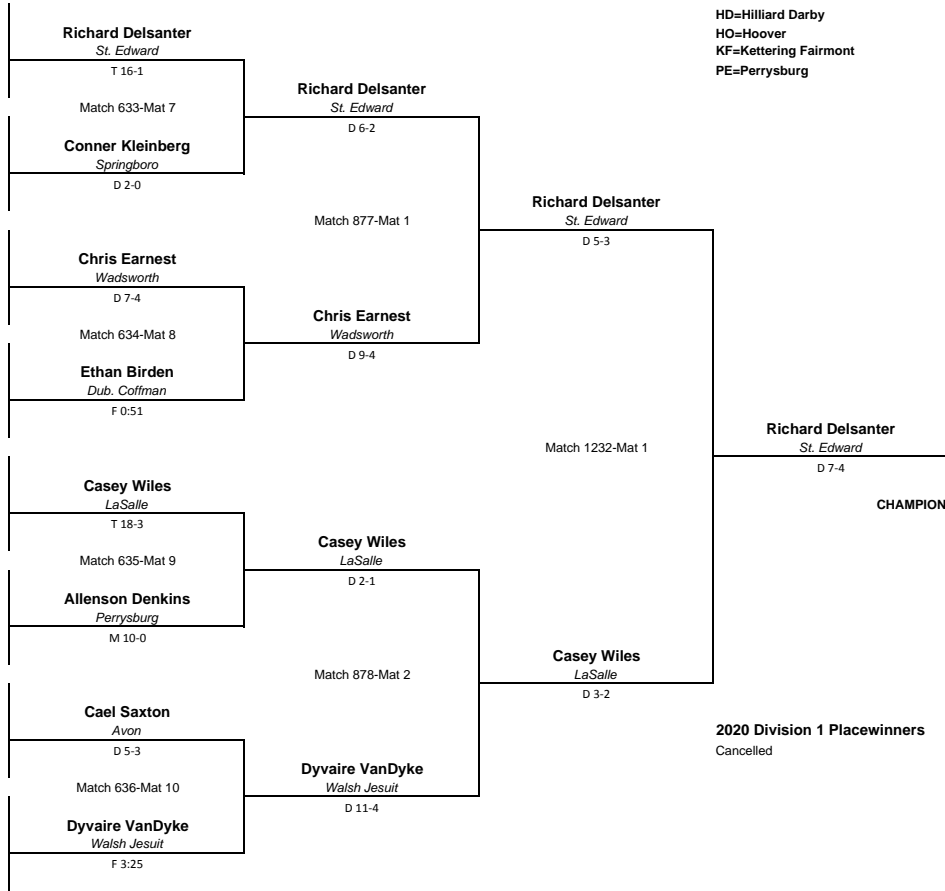 HD=Hilliard Darby
HO=Hoover
KF=Kettering Fairmont
PE=Perrysburg
Richard Delsanter
St. Edward
T 16-1
Match 633-Mat 7
Conner Kleinberg
Springboro
D 2-0
Chris Earnest
Wadsworth
D 7-4
Match 634-Mat 8
Ethan Birden
Dub. Coffman
F 0:51
Casey Wiles
LaSalle
T 18-3
Match 635-Mat 9
Allenson Denkins
Perrysburg
M 10-0
Cael Saxton
Avon
D 5-3
Match 636-Mat 10
Dyvaire VanDyke
Walsh Jesuit
F 3:25
Richard Delsanter
St. Edward
D 6-2
Match 877-Mat 1
Chris Earnest
Wadsworth
D 9-4
Casey Wiles
LaSalle
D 2-1
Match 878-Mat 2
Dyvaire VanDyke
Walsh Jesuit
D 11-4
Richard Delsanter
St. Edward
D 5-3
Match 1232-Mat 1
Casey Wiles
LaSalle
D 3-2
Richard Delsanter
St. Edward
D 7-4
CHAMPION
2020 Division 1 Placewinners
Cancelled